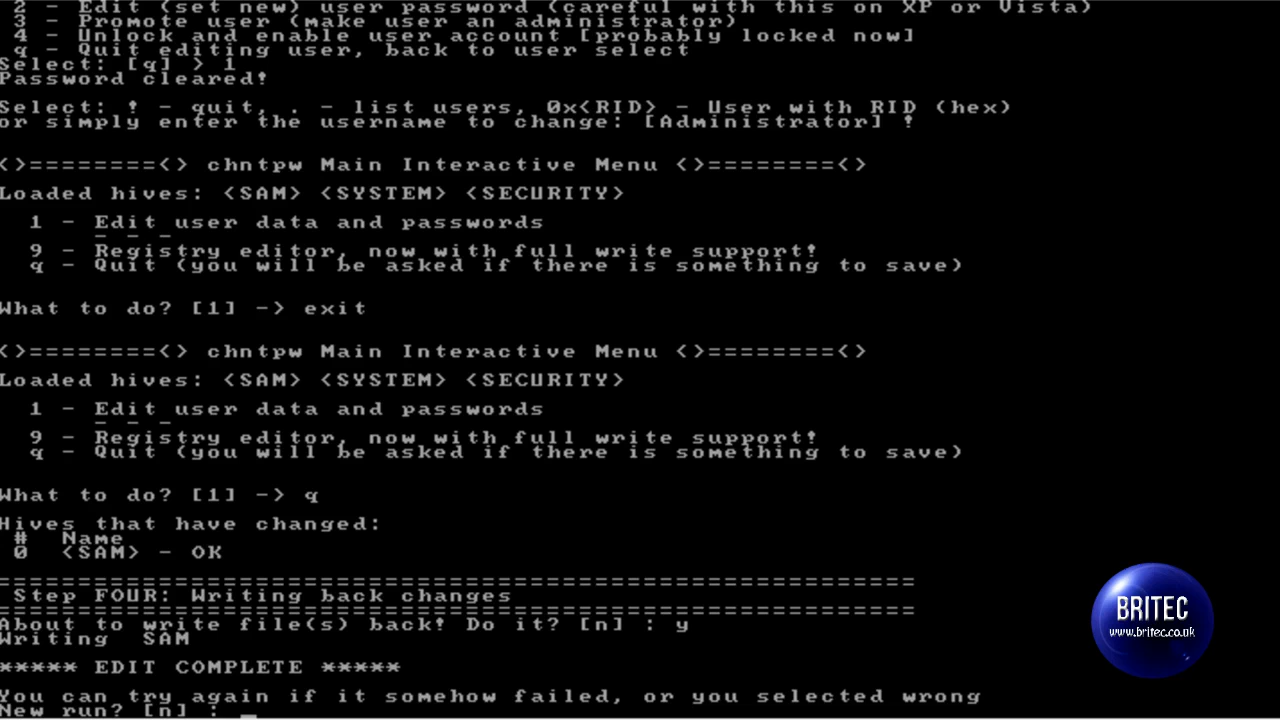 2 - Edit (set new) user password (careful with this on XP or Vista)
3 - Promote user (make user an administrator)
4 - Unlock and enable user account [probably locked now]
q - Quit editing user, back to user select
Select: [q] > 1
Password cleared!
Select: ! - quit, . - list users, 0x<RID> - User with RID (hex)
or simply enter the username to change: [Administrator] !
<>========<> chntpw Main Interactive Menu <>========<>
Loaded hives: <SAM> <SYSTEM> <SECURITY>
1 - Edit user data and passwords
- - -
9 - Registry editor, now with full write support!
q - Quit (you will be asked if there is something to save)
What to do? [1] -> exit
<>========<> chntpw Main Interactive Menu <>========<>
Loaded hives: <SAM> <SYSTEM> <SECURITY>
1 - Edit user data and passwords
- - -
9 - Registry editor, now with full write support!
q - Quit (you will be asked if there is something to save)
What to do? [1] -> q
Hives that have changed:
# Name
0 <SAM> - OK
=========================================================
Step FOUR: Writing back changes
=========================================================
About to write file(s) back! Do it? [n] : y
Writing SAM
***** EDIT COMPLETE *****
You can try again if it somehow failed, or you selected wrong
New run? [n] : _
BRITEC
www.britec.co.uk